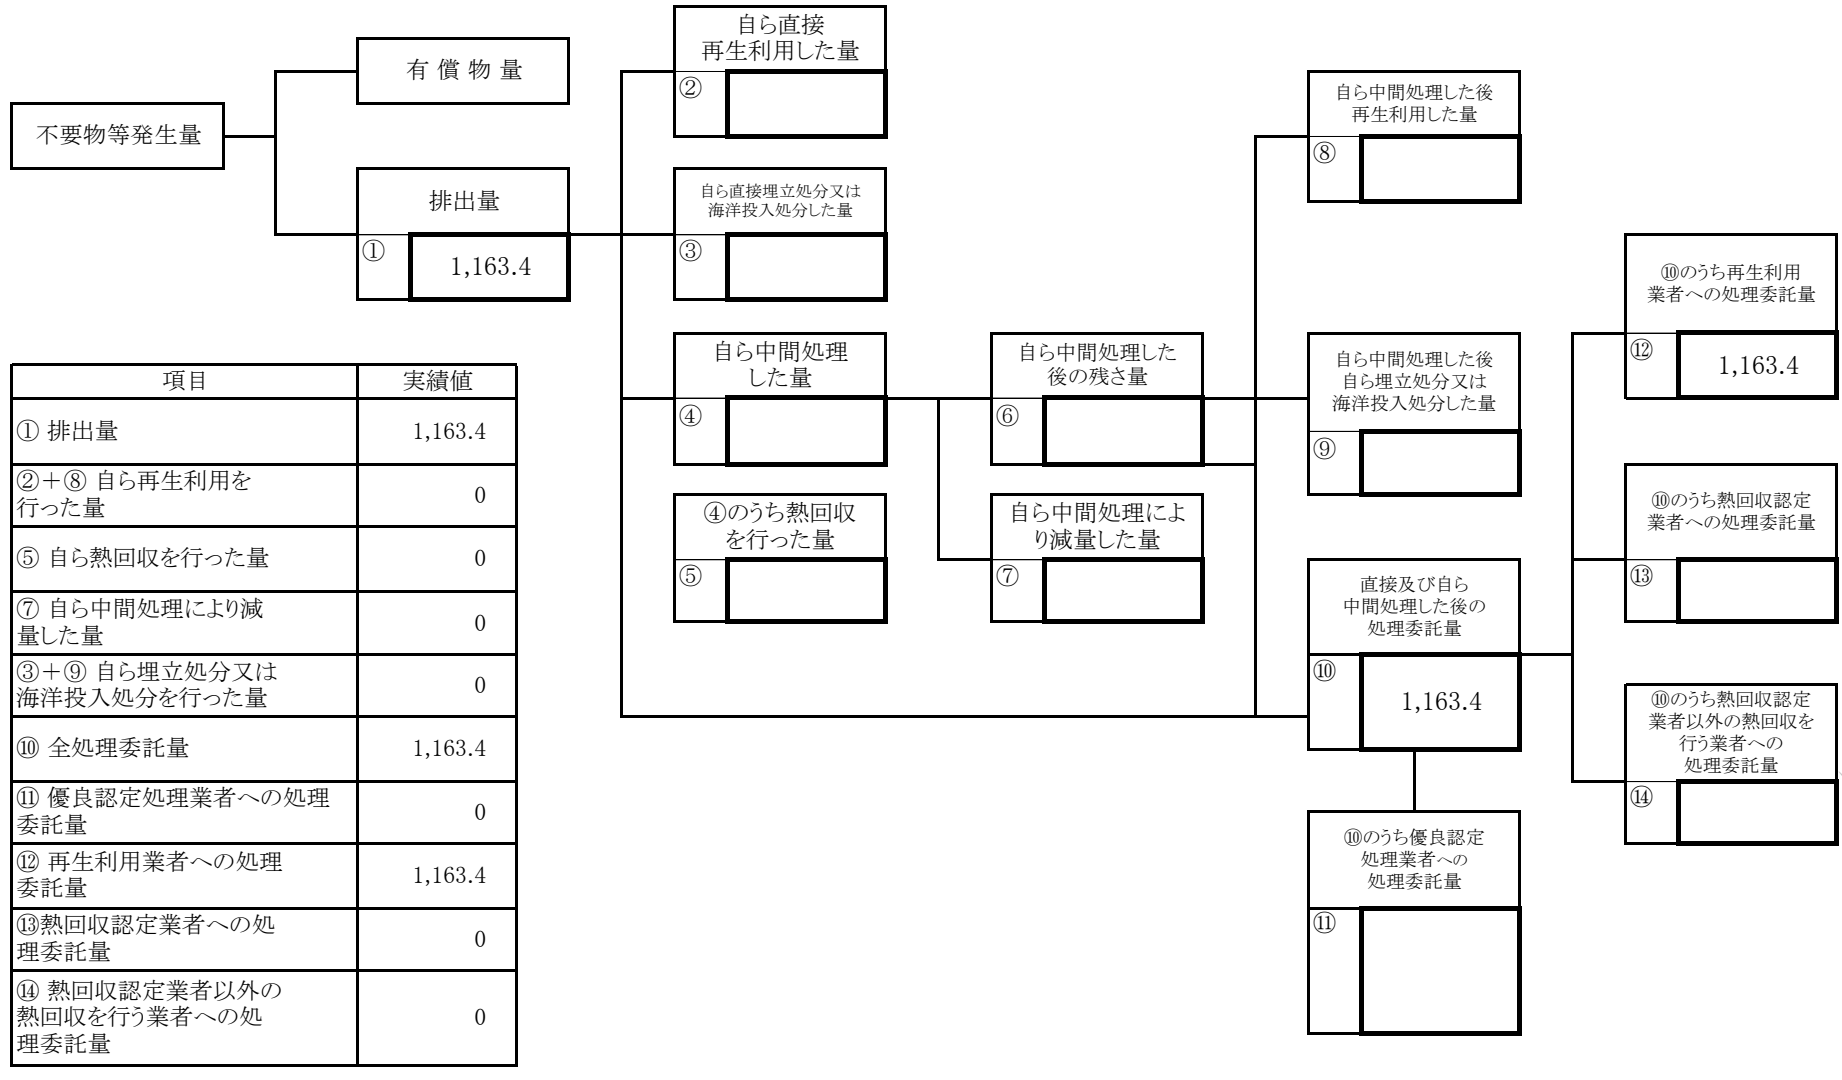 不要物等発生量
有償物量
排出量
①
1,163.4
自ら直接
再生利用した量
②
自ら直接埋立処分又は
海洋投入処分した量
③
自ら中間処理
した量
④
④のうち熱回収
を行った量
⑤
自ら中間処理した
後の残さ量
⑥
自ら中間処理によ
り減量した量
⑦
自ら中間処理した後
再生利用した量
⑧
自ら中間処理した後
自ら埋立処分又は
海洋投入処分した量
⑨
直接及び自ら
中間処理した後の
処理委託量
⑩
1,163.4
⑩のうち優良認定
処理業者への
処理委託量
⑪
⑩のうち再生利用
業者への処理委託量
⑫
1,163.4
⑩のうち熱回収認定
業者への処理委託量
⑬
⑩のうち熱回収認定
業者以外の熱回収を
行う業者への
処理委託量
⑭
項目 実績値
① 排出量 1,163.4
②＋⑧ 自ら再生利用を
行った量 0
⑤ 自ら熱回収を行った量 0
⑦ 自ら中間処理により減
量した量 0
③＋⑨ 自ら埋立処分又は
海洋投入処分を行った量 0
⑩ 全処理委託量 1,163.4
⑪ 優良認定処理業者への処理
委託量 0
⑫ 再生利用業者への処理
委託量 1,163.4
⑬熱回収認定業者への処
理委託量 0
⑭ 熱回収認定業者以外の
熱回収を行う業者への処
理委託量 0